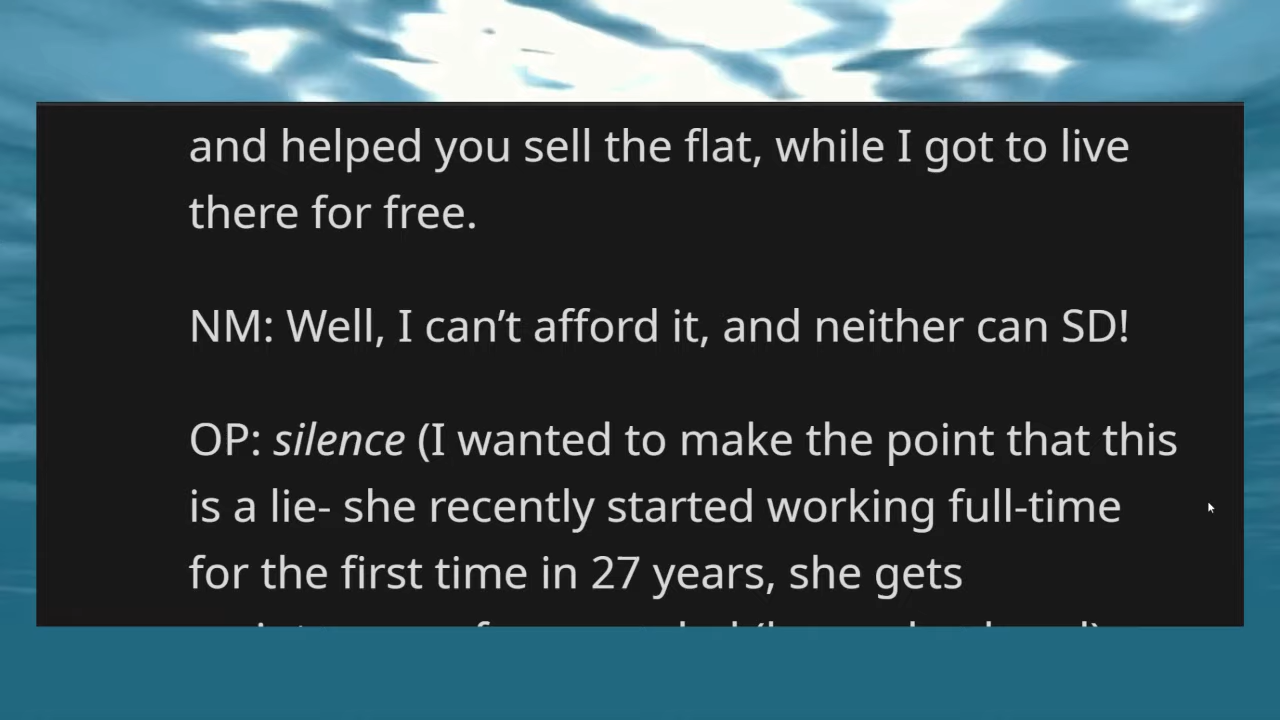 and helped you sell the flat, while I got to live
there for free.
NM: Well, I can’t afford it, and neither can SD!
OP: silence (I wanted to make the point that this
is a lie- she recently started working full-time
for the first time in 27 years, she gets